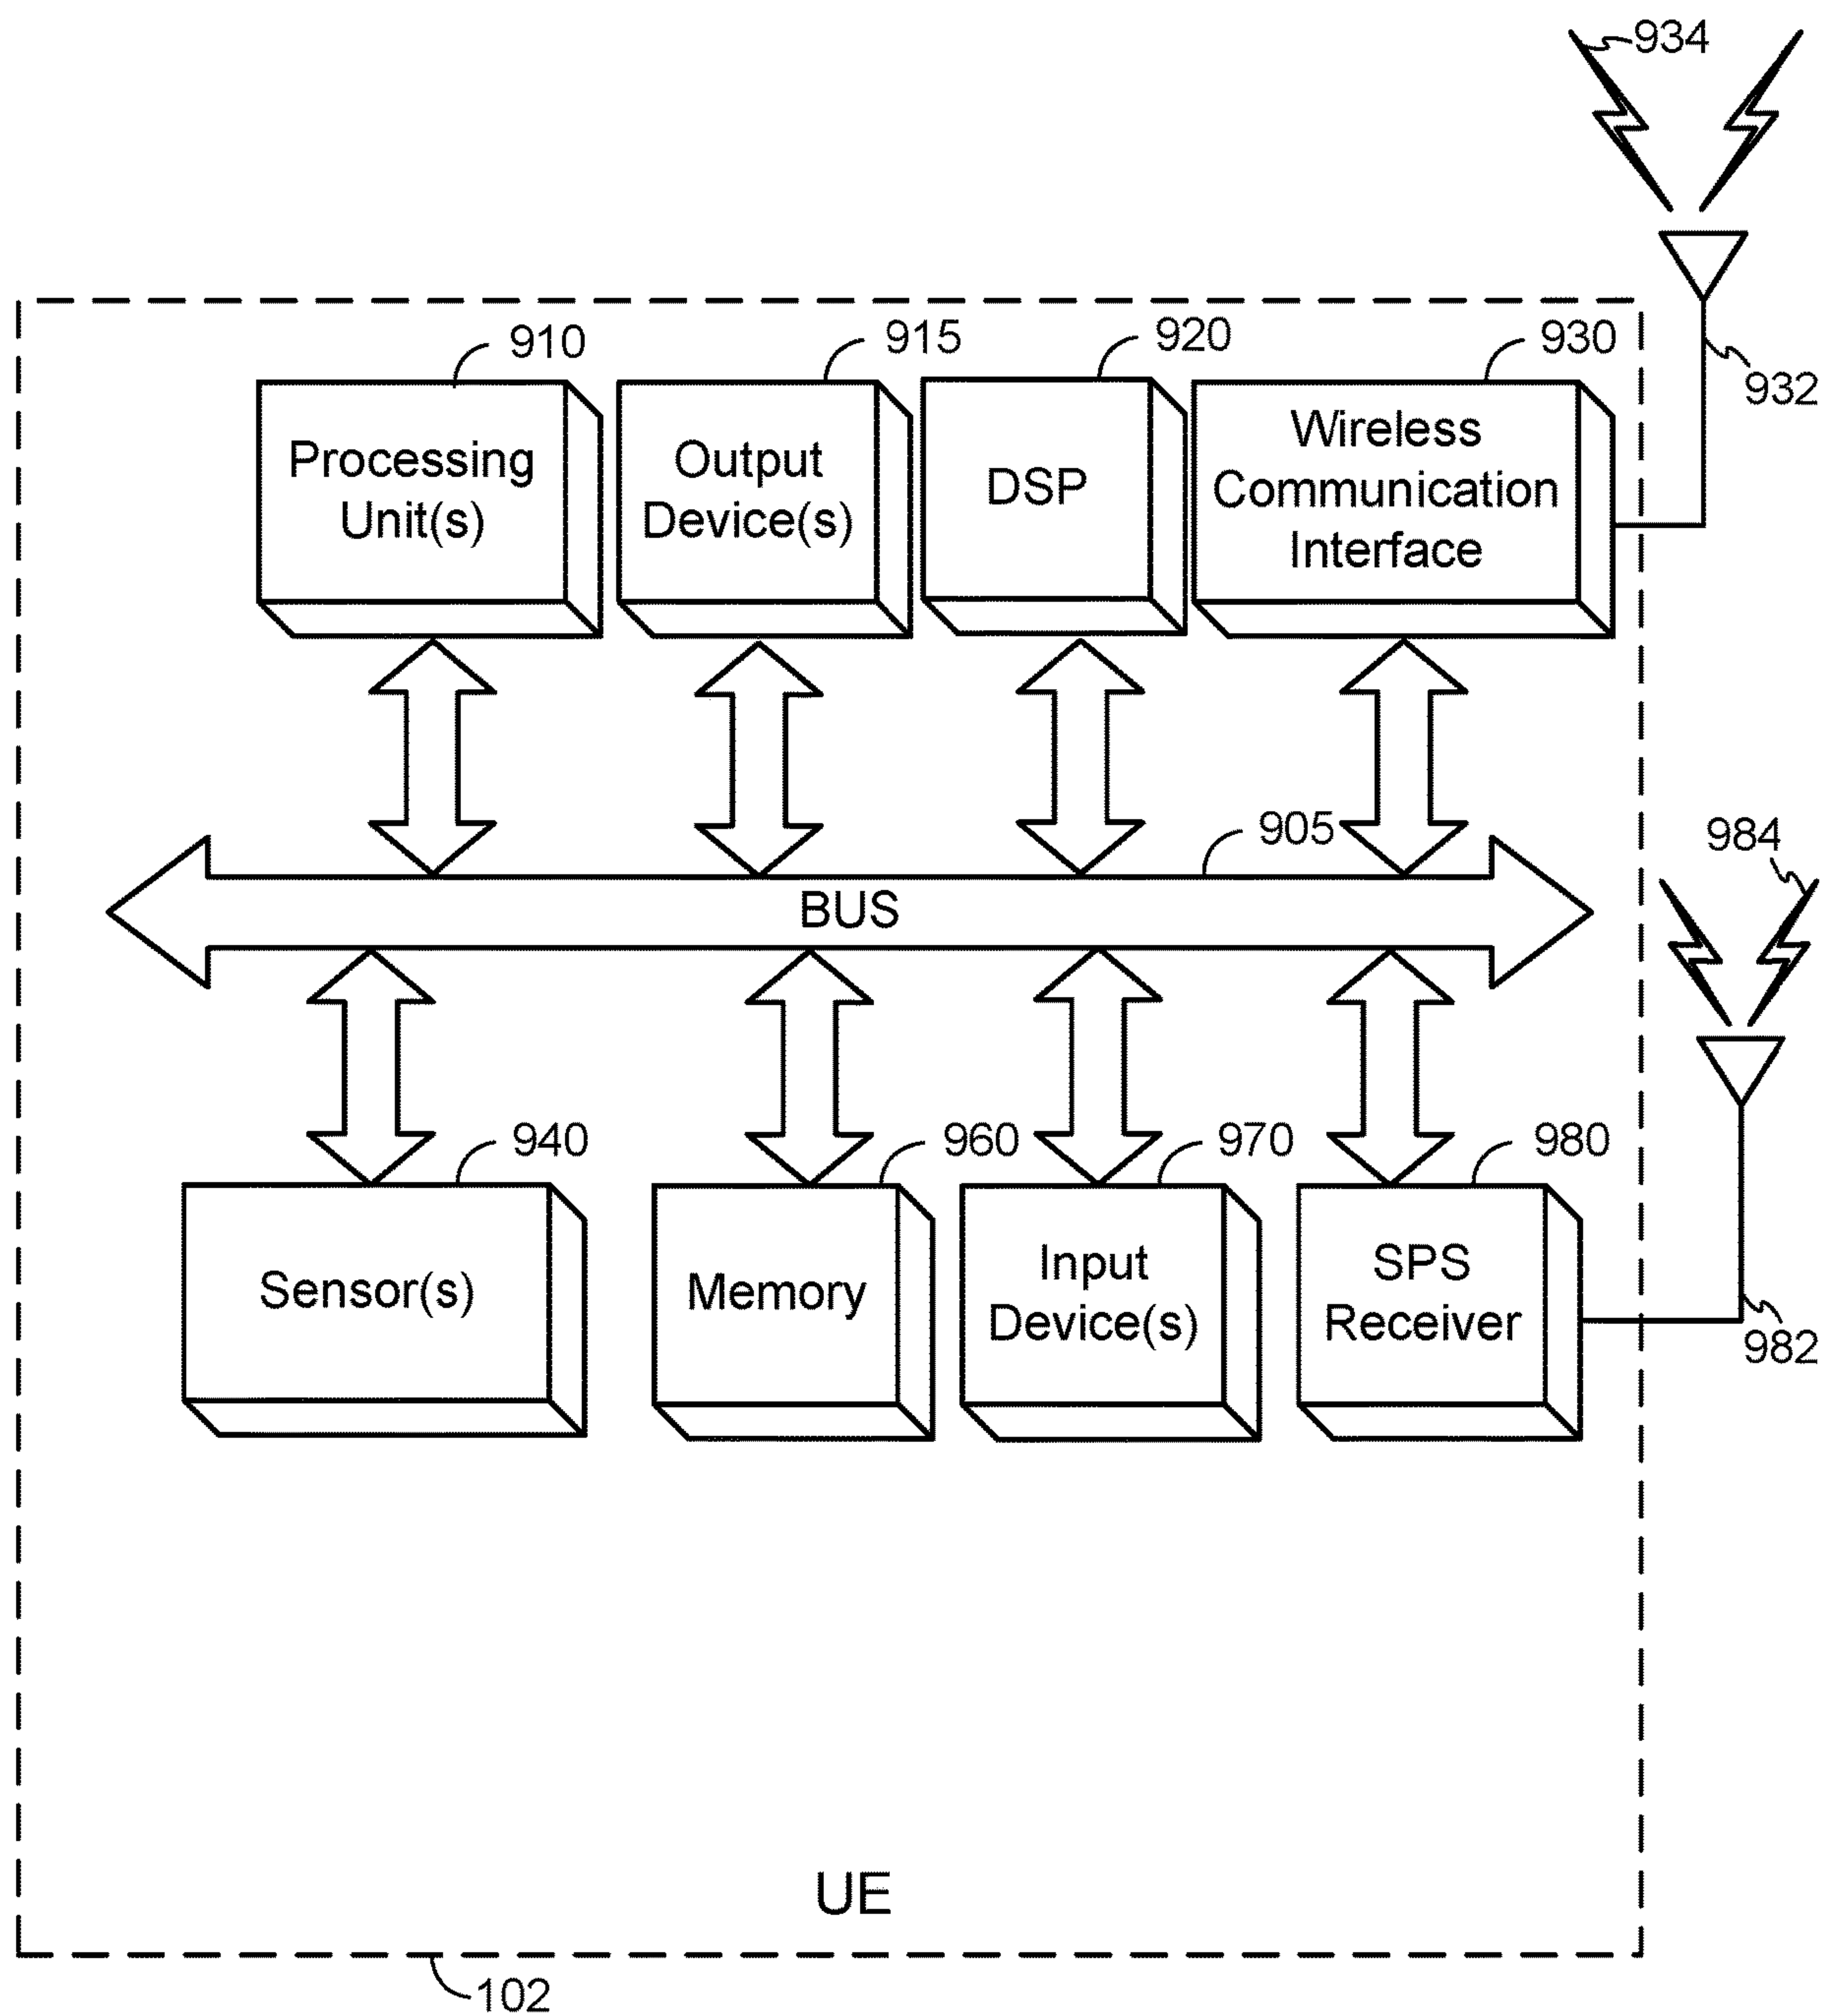 934
910
915
920
930
932
Processing
Unit(s)
Output
Device(s)
DSP
Wireless
Communication
Interface
905
BUS
984
940
960
970
980
982
Sensor(s)
Memory
Input
Device(s)
SPS
Receiver
UE
102